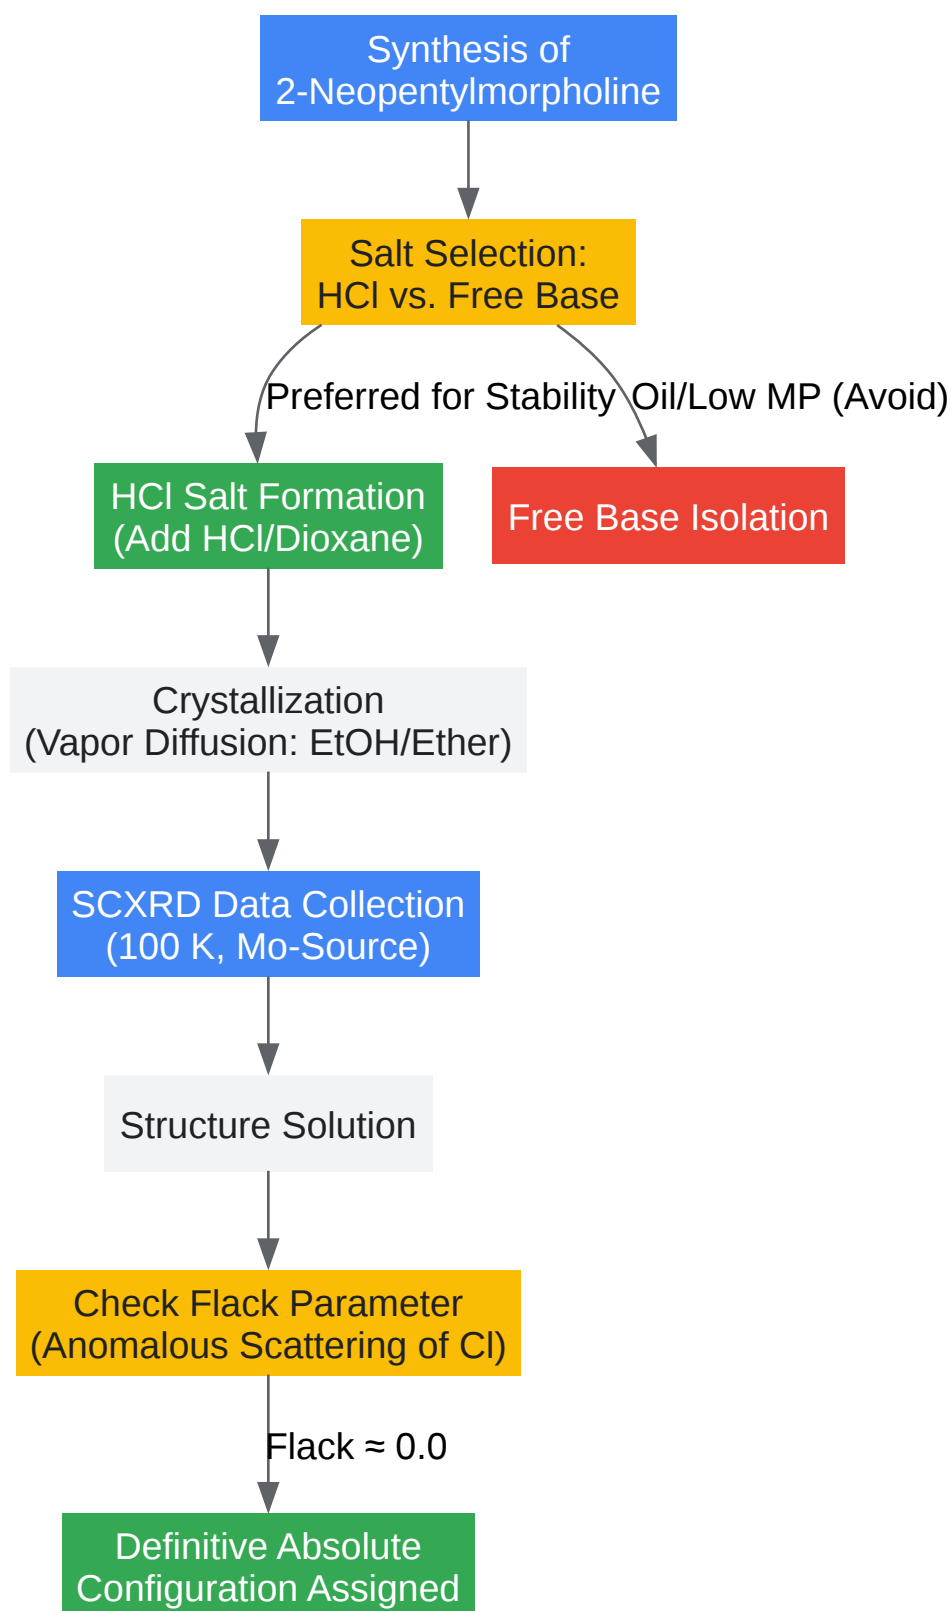 Synthesis of
2-Neopentylmorpholine
Salt Selection:
HCl vs. Free Base
Preferred for Stability
Oil/Low MP (Avoid)
HCl Salt Formation
(Add HCl/Dioxane)
Free Base Isolation
Crystallization
(Vapor Diffusion: EtOH/Ether)
SCXRD Data Collection
(100 K, Mo-Source)
Structure Solution
Check Flack Parameter
(Anomalous Scattering of Cl)
Flack ≈ 0.0
Definitive Absolute
Configuration Assigned